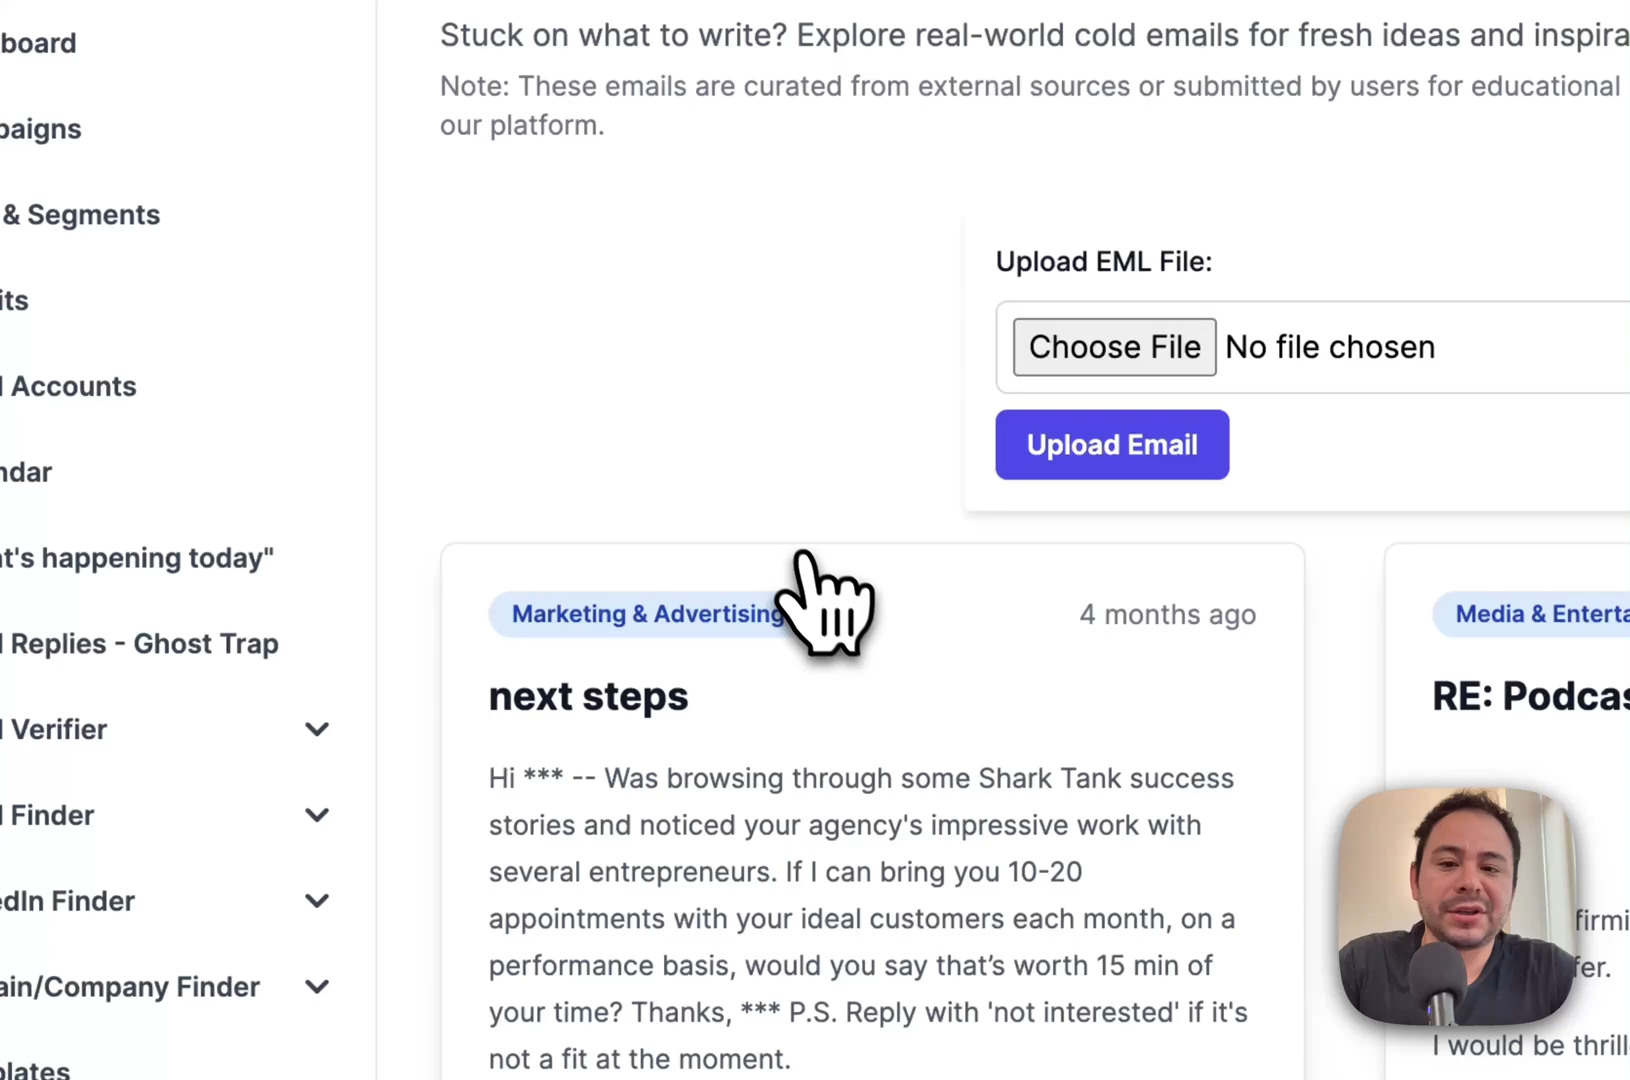 board
paigns
& Segments
its
l Accounts
ndar
t's happening today"
l Replies - Ghost Trap
l Verifier
l Finder
edIn Finder
ain/Company Finder
plates
Stuck on what to write? Explore real-world cold emails for fresh ideas and inspira
Note: These emails are curated from external sources or submitted by users for educational
our platform.
Upload EML File:
Choose File No file chosen
Upload Email
Marketing & Advertising
4 months ago
next steps
Hi *** -- Was browsing through some Shark Tank success
stories and noticed your agency's impressive work with
several entrepreneurs. If I can bring you 10-20
appointments with your ideal customers each month, on a
performance basis, would you say that’s worth 15 min of
your time? Thanks, *** P.S. Reply with 'not interested' if it's
not a fit at the moment.
Media & Enterta
RE: Podcas
firmi
fer.
I would be thrill